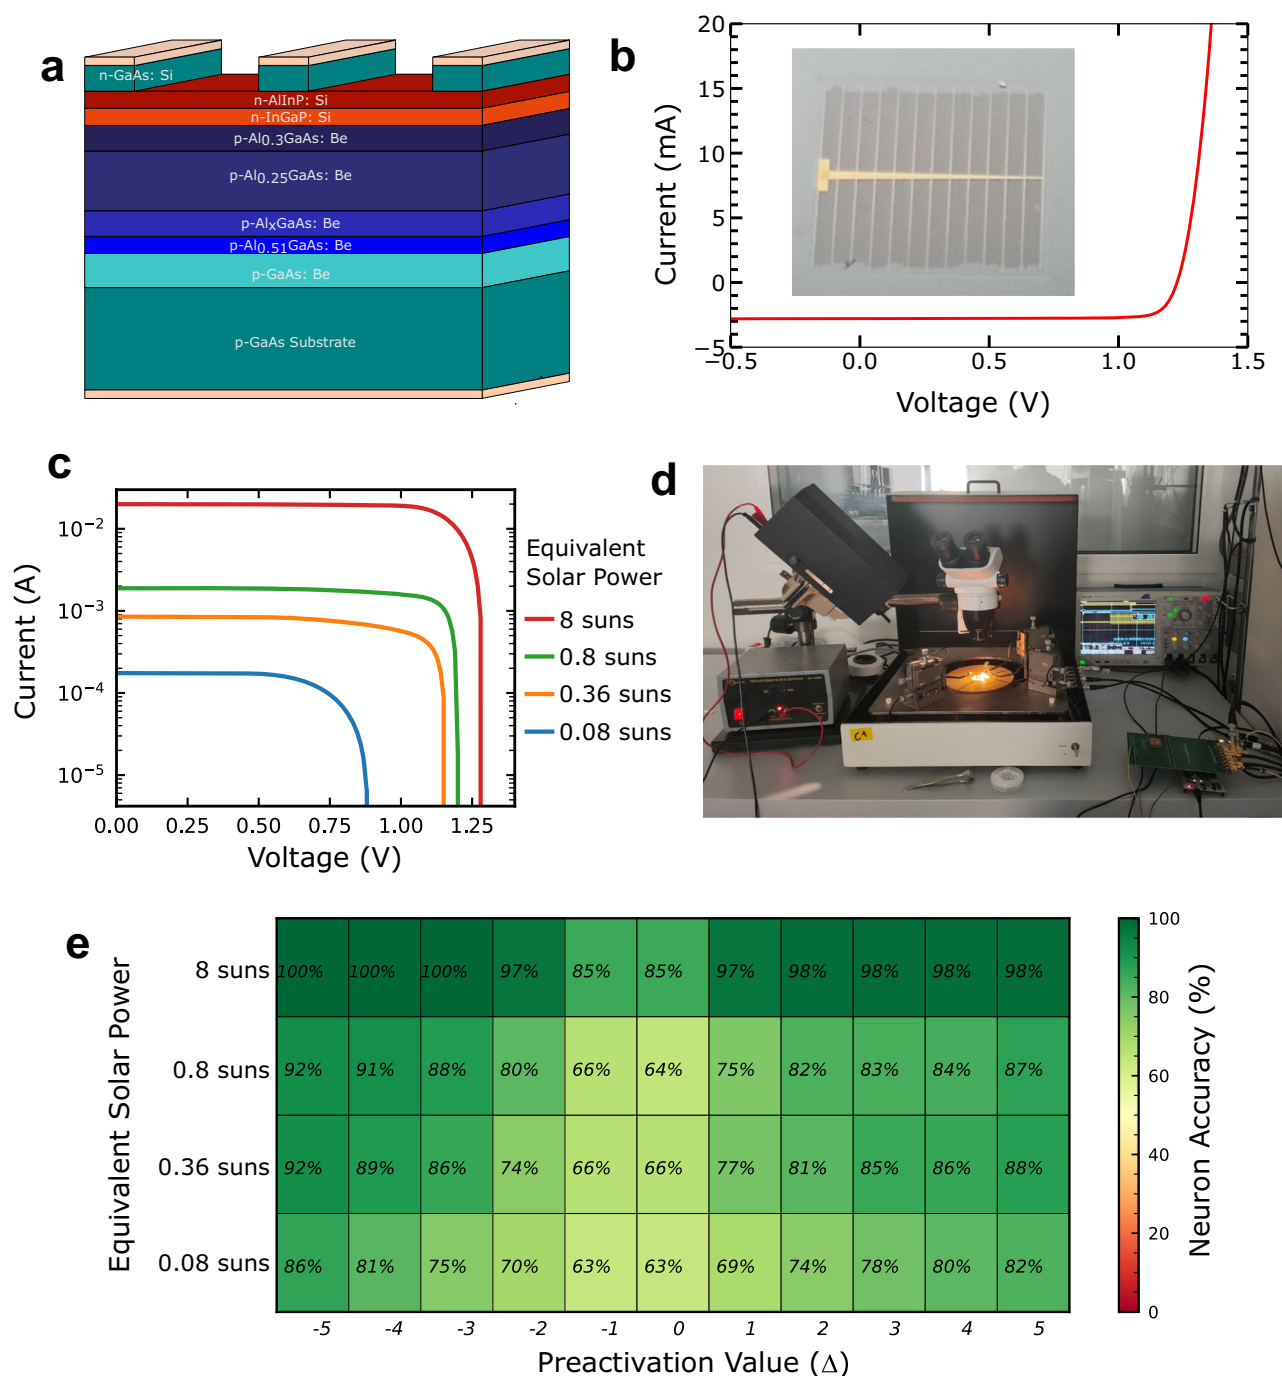 a
n-GaAs: Si
n-AlInP: Si
n-InGaP: Si
p-Al0.3GaAs: Be
p-Al0.25GaAs: Be
p-AlxGaAs: Be
p-Al0.51GaAs: Be
p-GaAs: Be
p-GaAs Substrate
b
Current (mA)
20
15
10
5
0
−5
−0.5
0.0
0.5
1.0
1.5
Voltage (V)
c
Current (A)
10−2
10−3
10−4
10−5
0.00
0.25
0.50
0.75
1.00
1.25
Voltage (V)
Equivalent
Solar Power
8 suns
0.8 suns
0.36 suns
0.08 suns
d
e
Equivalent Solar Power
8 suns 100% 100% 100% 97% 85% 85% 97% 98% 98% 98% 98%
0.8 suns 92% 91% 88% 80% 66% 64% 75% 82% 83% 84% 87%
0.36 suns 92% 89% 86% 74% 66% 66% 77% 81% 85% 86% 88%
0.08 suns 86% 81% 75% 70% 63% 63% 69% 74% 78% 80% 82%
-5 -4 -3 -2 -1 0 1 2 3 4 5
Preactivation Value (Δ)
100
80
60
40
20
0
Neuron Accuracy (%)